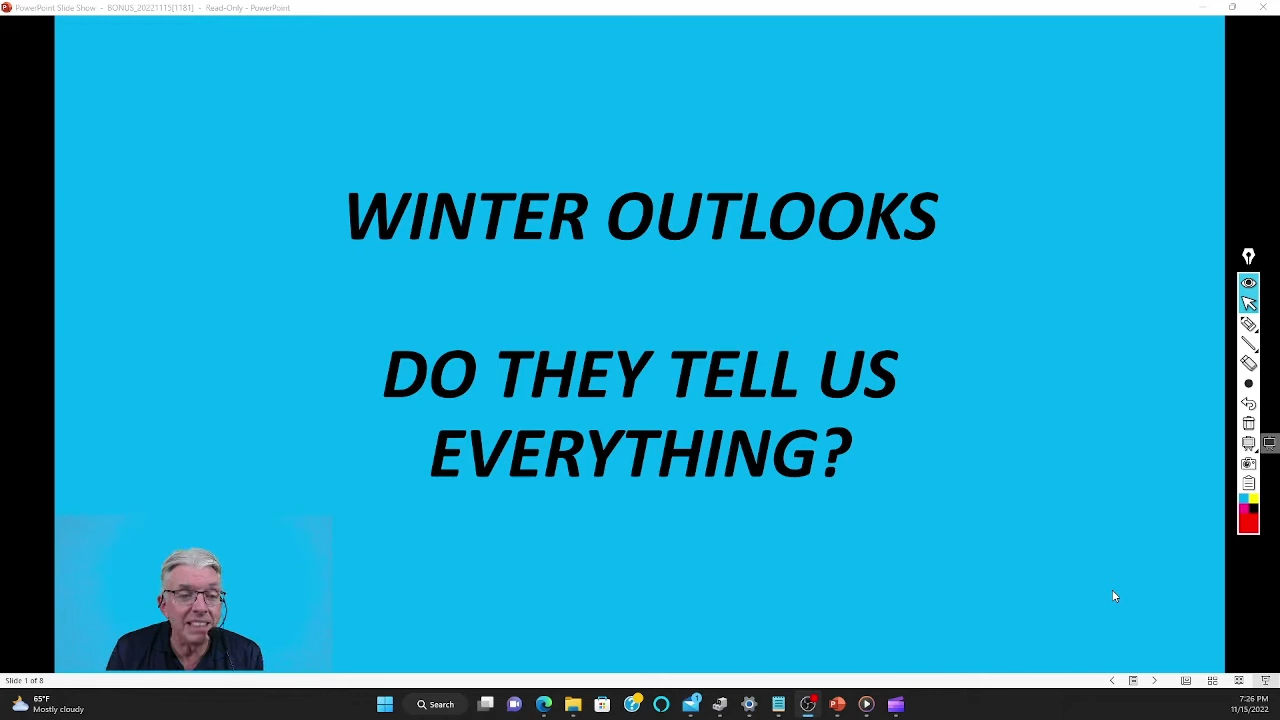 PowerPoint Slide Show - BONUS_20221115[1181] - Read-Only - PowerPoint
WINTER OUTLOOKS
DO THEY TELL US
EVERYTHING?
Slide 1 of 8
65°F
Mostly cloudy
Search
1
7:26 PM
11/15/2022